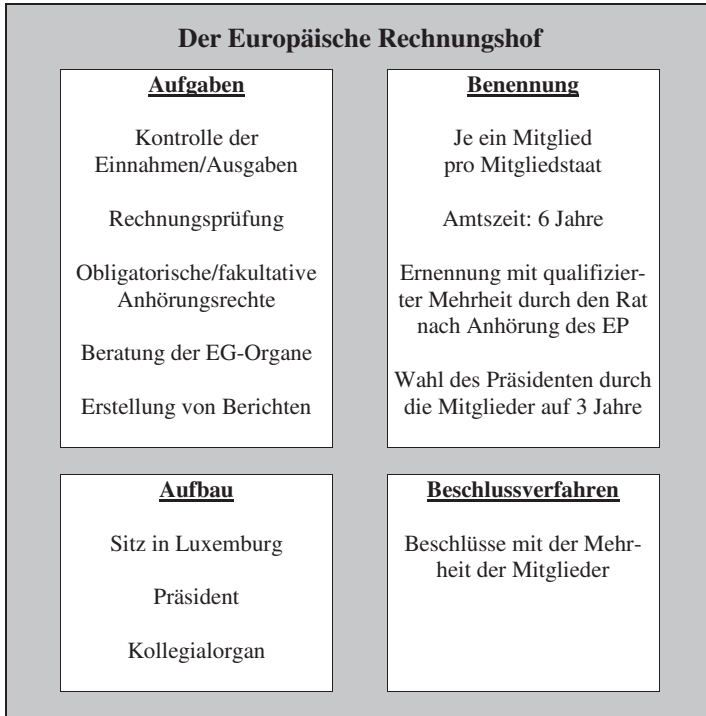 Der Europäische Rechnungshof
Aufgaben
Kontrolle der
Einnahmen/Ausgaben
Rechnungsprüfung
Obligatorische/fakultative
Anhörungsrechte
Beratung der EG-Organe
Erstellung von Berichten
Benennung
Je ein Mitglied
pro Mitgliedstaat
Amtszeit: 6 Jahre
Ernennung mit qualifizier-
ter Mehrheit durch den Rat
nach Anhörung des EP
Wahl des Präsidenten durch
die Mitglieder auf 3 Jahre
Aufbau
Sitz in Luxemburg
Präsident
Kollegialorgan
Beschlussverfahren
Beschlüsse mit der Mehr-
heit der Mitglieder